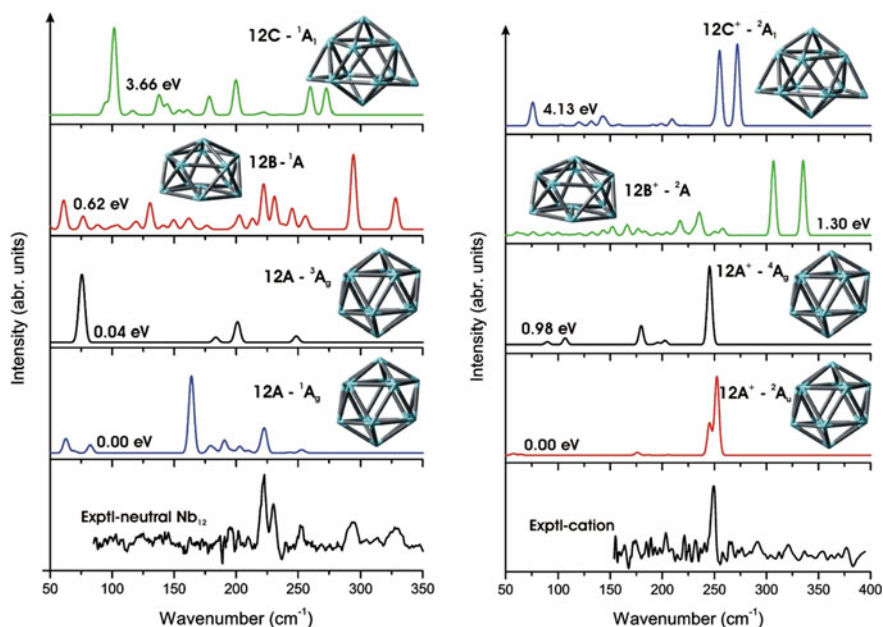 12C - ¹A₁
3.66 eV
12B - ¹A
0.62 eV
12A - ³Ag
0.04 eV
12A - ¹Ag
0.00 eV
Exptl-neutral Nb₁₂
Intensity (abr. units)
50 100 150 200 250 300 350
Wavenumber (cm⁻¹)
12C⁺ - ²A₁
4.13 eV
12B⁺ - ²A
1.30 eV
12A⁺ - ⁴Ag
0.98 eV
12A⁺ - ²Au
0.00 eV
Exptl-cation
Intensity (abr. units)
50 100 150 200 250 300 350 400
Wavenumber (cm⁻¹)